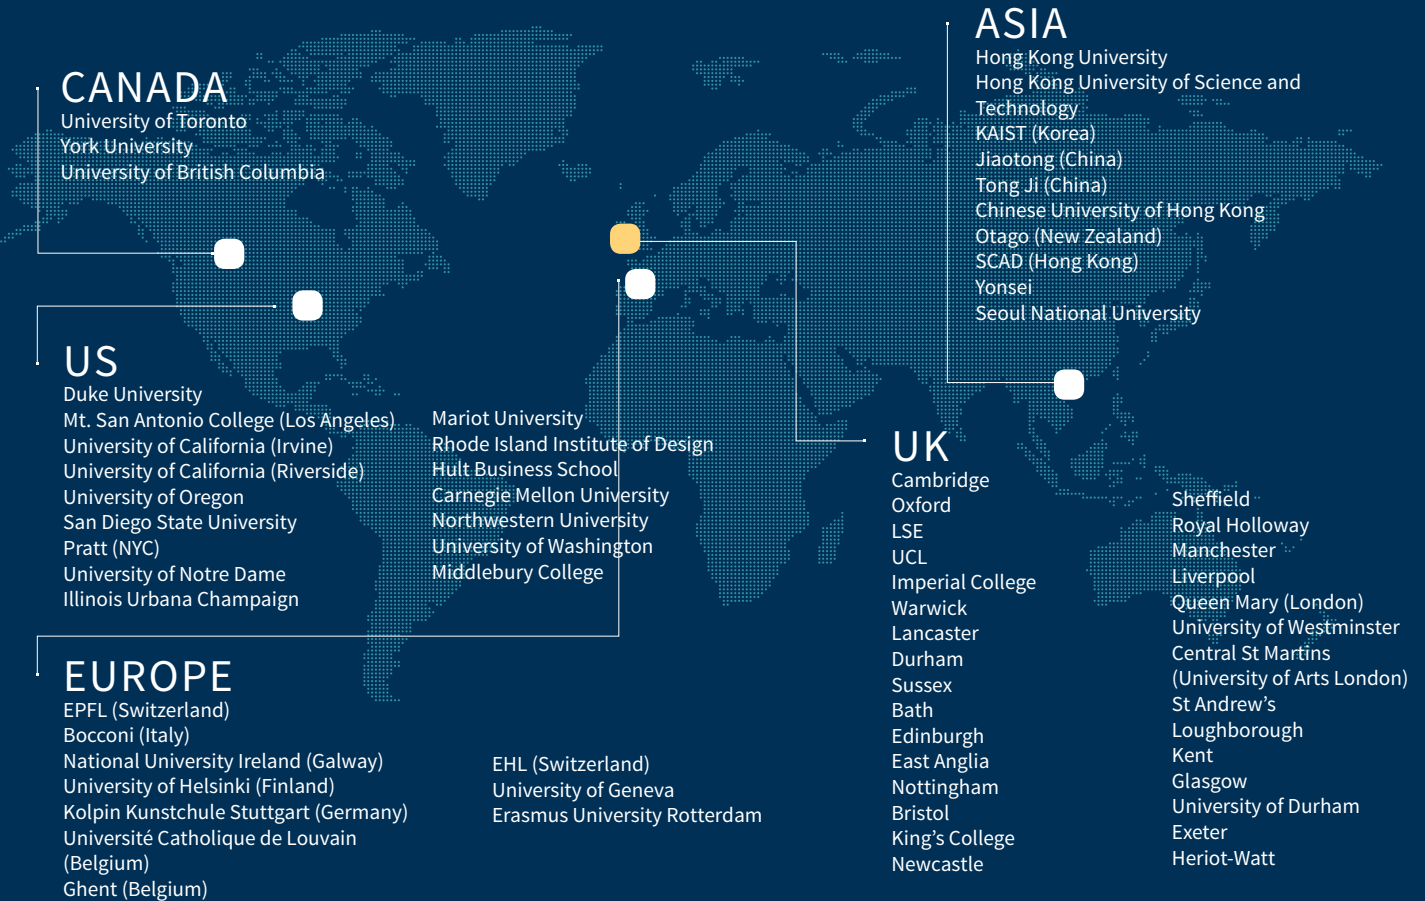 CANADA
University of Toronto
York University
University of British Columbia
US
Duke University
Mt. San Antonio College (Los Angeles)
University of California (Irvine)
University of California (Riverside)
University of Oregon
San Diego State University
Pratt (NYC)
University of Notre Dame
Illinois Urbana Champaign
Mariot University
Rhode Island Institute of Design
Hult Business School
Carnegie Mellon University
Northwestern University
University of Washington
Middlebury College
EUROPE
EPFL (Switzerland)
Bocconi (Italy)
National University Ireland (Galway)
University of Helsinki (Finland)
Kolpin Kunstchule Stuttgart (Germany)
Université Catholique de Louvain
(Belgium)
Ghent (Belgium)
EHL (Switzerland)
University of Geneva
Erasmus University Rotterdam
ASIA
Hong Kong University
Hong Kong University of Science and
Technology
KAIST (Korea)
Jiaotong (China)
Tong Ji (China)
Chinese University of Hong Kong
Otago (New Zealand)
SCAD (Hong Kong)
Yonsei
Seoul National University
UK
Cambridge
Oxford
LSE
UCL
Imperial College
Warwick
Lancaster
Durham
Sussex
Bath
Edinburgh
East Anglia
Nottingham
Bristol
King’s College
Newcastle
Sheffield
Royal Holloway
Manchester
Liverpool
Queen Mary (London)
University of Westminster
Central St Martins
(University of Arts London)
St Andrew’s
Loughborough
Kent
Glasgow
University of Durham
Exeter
Heriot-Watt